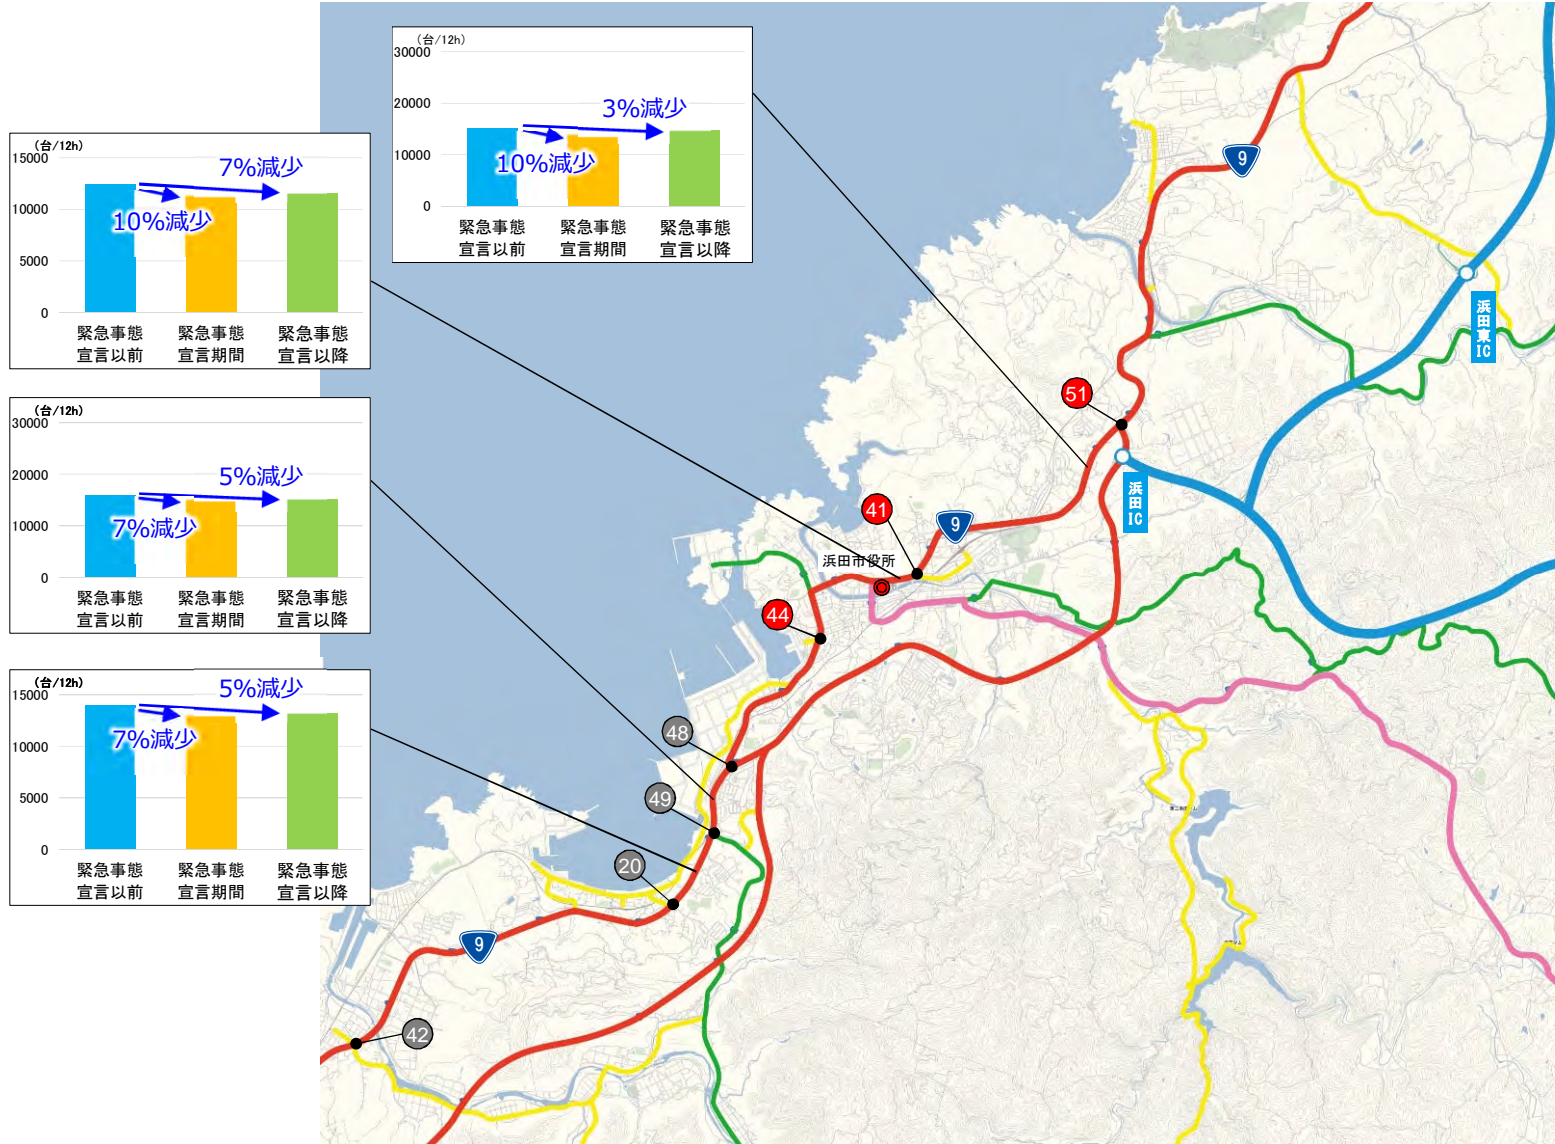 (台/12h)
30000
20000
10000
0
3%減少
10%減少
緊急事態
宣言以前
緊急事態
宣言期間
緊急事態
宣言以降
(台/12h)
15000
10000
5000
0
7%減少
10%減少
緊急事態
宣言以前
緊急事態
宣言期間
緊急事態
宣言以降
(台/12h)
30000
20000
10000
0
5%減少
7%減少
緊急事態
宣言以前
緊急事態
宣言期間
緊急事態
宣言以降
(台/12h)
15000
10000
5000
0
5%減少
7%減少
緊急事態
宣言以前
緊急事態
宣言期間
緊急事態
宣言以降
9
浜田東IC
51
浜田IC
41
9
浜田市役所
44
48
49
20
9
42